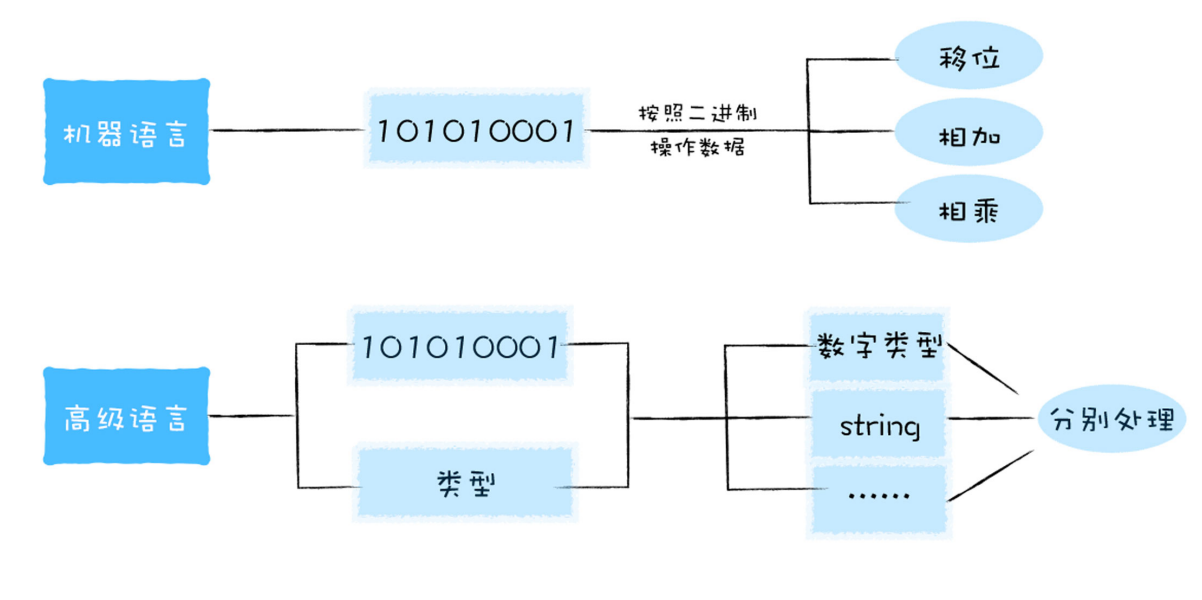 机器语言
101010001
按照二进制
操作数据
移位
相加
相乘
高级语言
101010001
类型
数字类型
string
......
分别处理